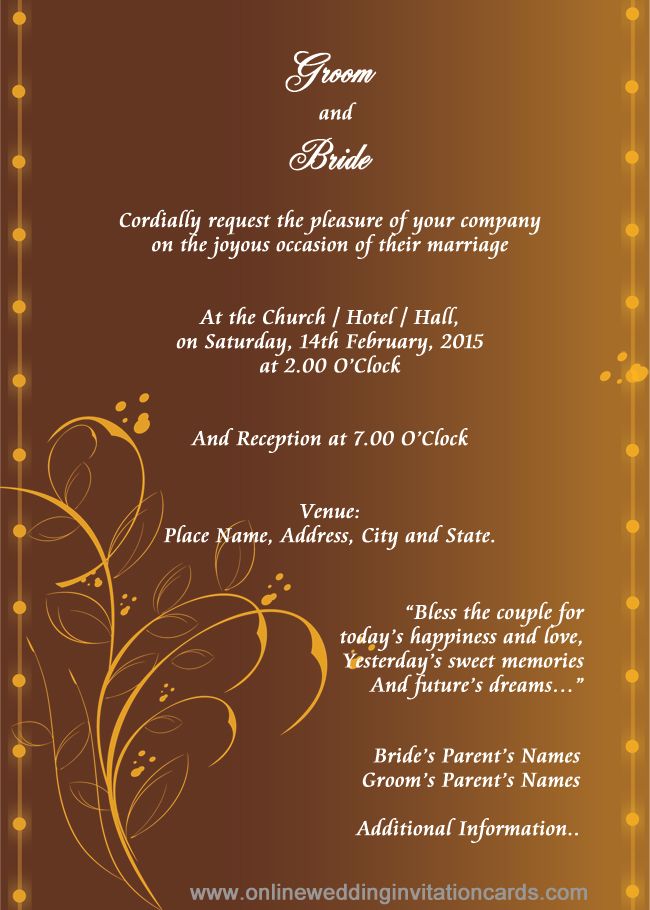 Groom
and
Bride
Cordially request the pleasure of your company
on the joyous occasion of their marriage
At the Church / Hotel / Hall,
on Saturday, 14th February, 2015
at 2.00 O’Clock
And Reception at 7.00 O’Clock
Venue:
Place Name, Address, City and State.
“Bless the couple for
today’s happiness and love,
Yesterday’s sweet memories
And future’s dreams...”
Bride’s Parent’s Names
Groom’s Parent’s Names
Additional Information..
www.onlineweddinginvitationcards.com